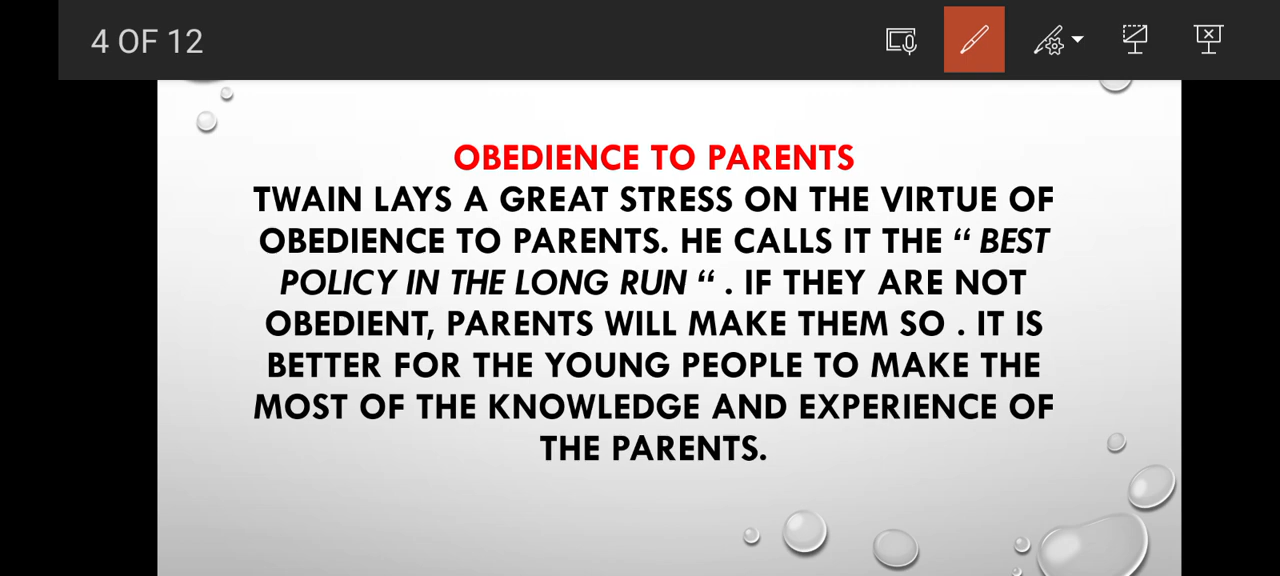 4 OF 12
OBEDIENCE TO PARENTS
TWAIN LAYS A GREAT STRESS ON THE VIRTUE OF
OBEDIENCE TO PARENTS. HE CALLS IT THE “ BEST
POLICY IN THE LONG RUN “ . IF THEY ARE NOT
OBEDIENT, PARENTS WILL MAKE THEM SO . IT IS
BETTER FOR THE YOUNG PEOPLE TO MAKE THE
MOST OF THE KNOWLEDGE AND EXPERIENCE OF
THE PARENTS.